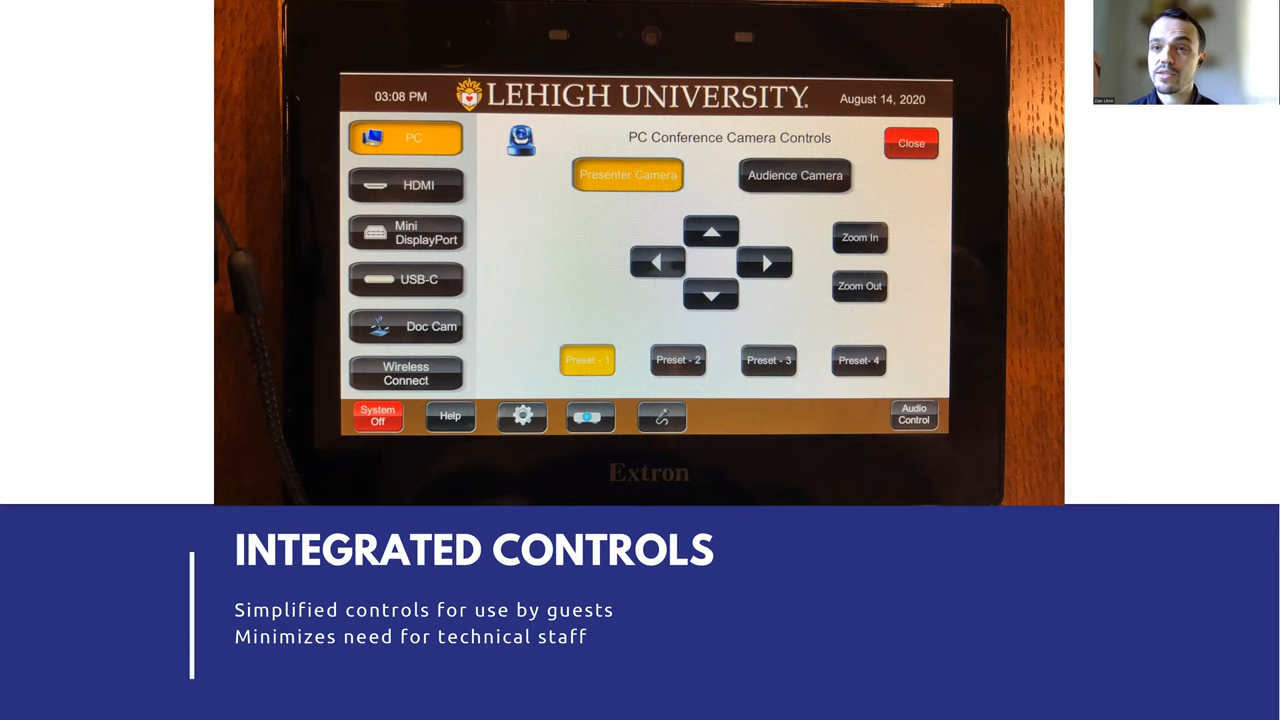 03:08 PM
LEHIGH UNIVERSITY.
August 14, 2020
PC
HDMI
Mini
DisplayPort
USB-C
Doc Cam
Wireless
Connect
PC Conference Camera Controls
Close
Presenter Camera
Audience Camera
Zoom In
Zoom Out
Preset - 1
Preset - 2
Preset - 3
Preset- 4
System
Off
Help
Audio
Control
Extron
INTEGRATED CONTROLS
Simplified controls for use by guests
Minimizes need for technical staff